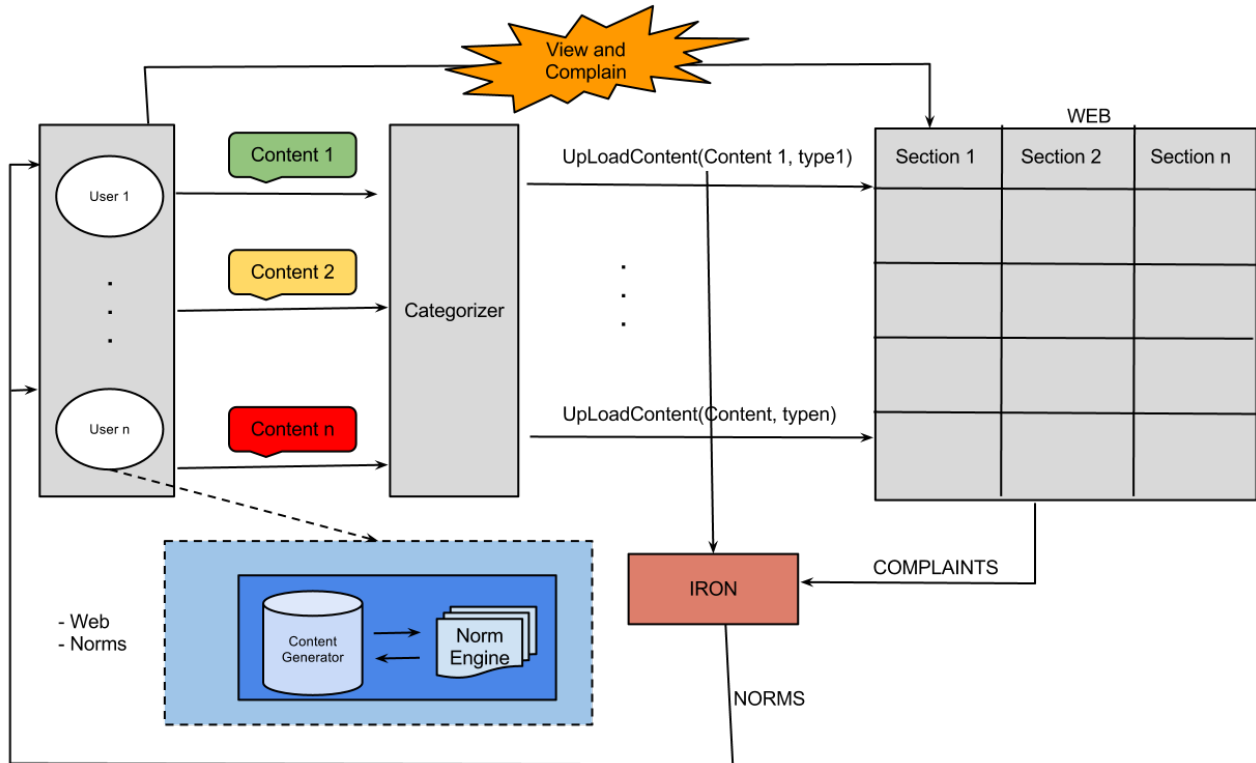 View and
Complain
WEB
Content 1
UpLoadContent(Content 1, type1)
Section 1
Section 2
Section n
User 1
Content 2
.
.
.
.
.
.
Categorizer
Content n
UpLoadContent(Content, typen)
User n
IRON
COMPLAINTS
- Web
- Norms
Content
Generator
Norm
Engine
NORMS